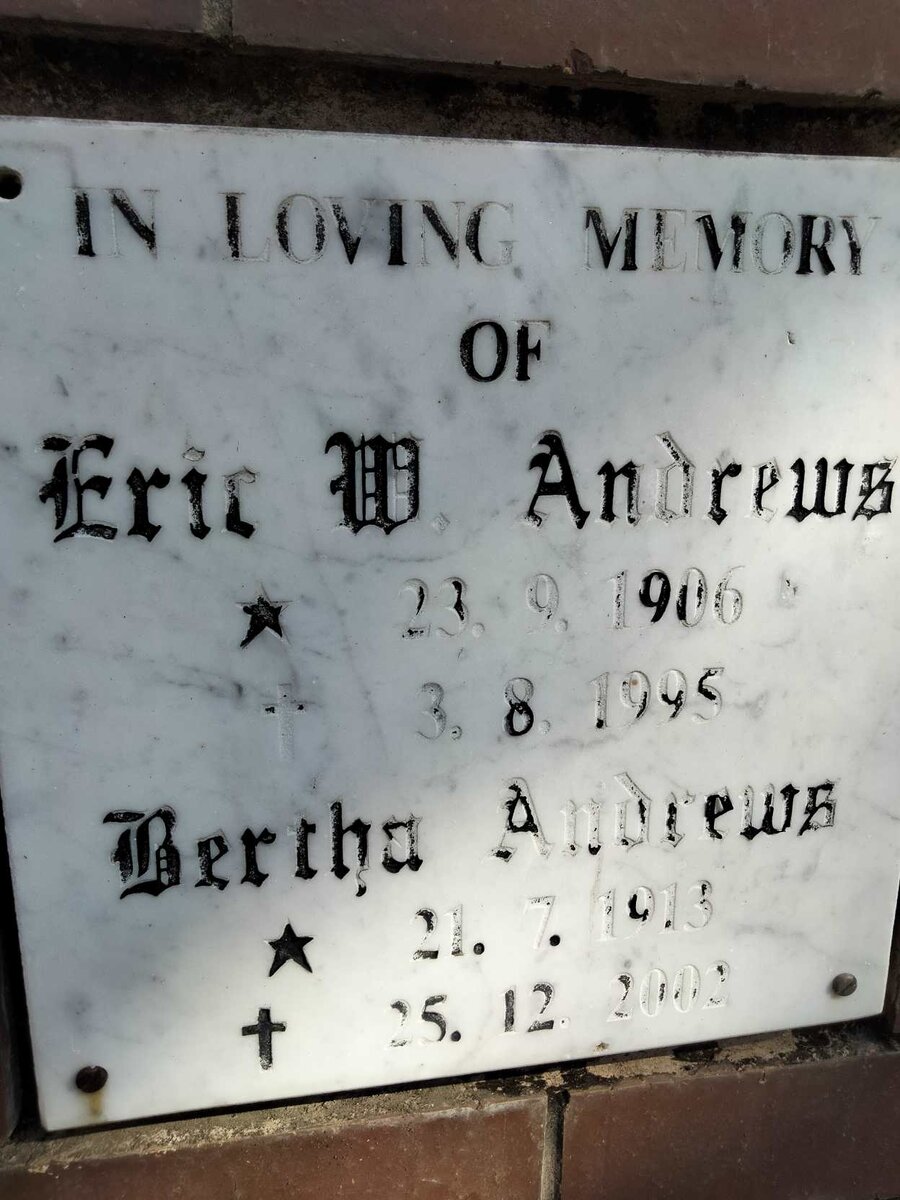 IN LOVING MEMORY
OF
Eric W. Andrews
★ 23. 9. 1906
✝ 3. 8. 1995
Bertha Andrews
★ 21. 7. 1913
✝ 25. 12. 2002